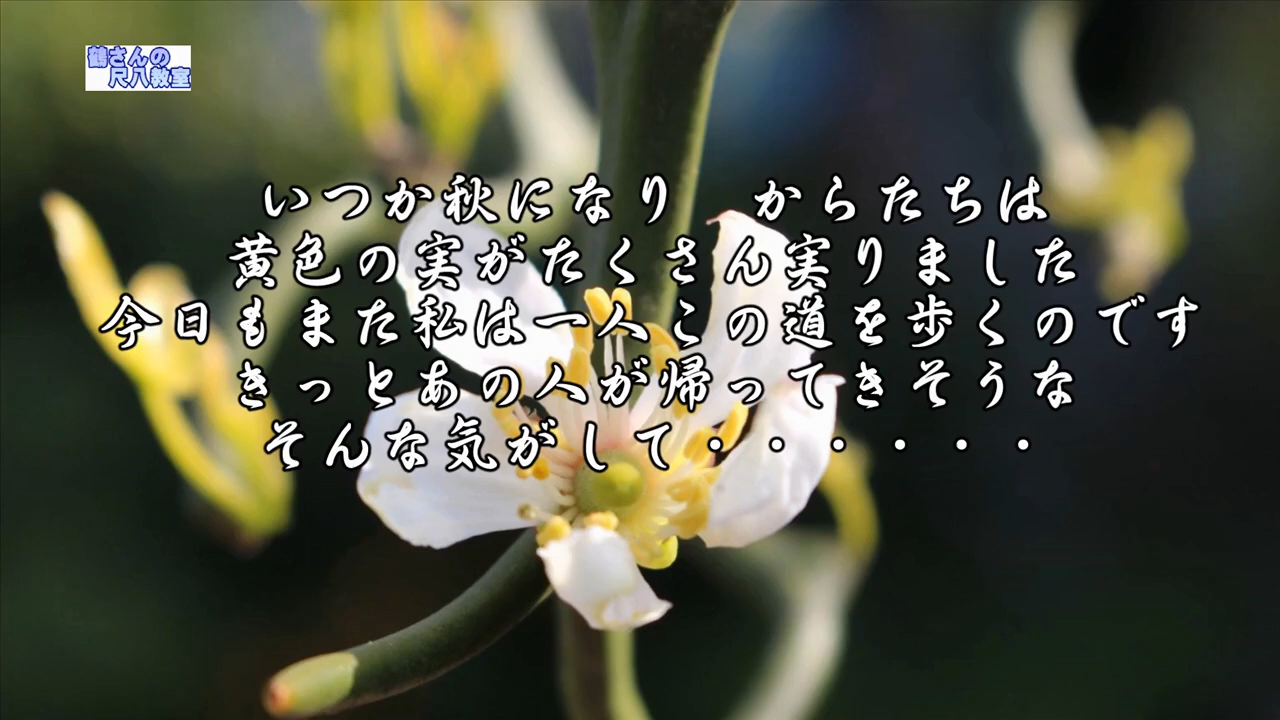 鶴さんの
尺八教室
いつか秋になり　からたちは
黄色の実がたくさん実りました
今日もまた私は一人この道を歩くのです
きっとあの人が帰ってきそうな
そんな気がして・・・・・・